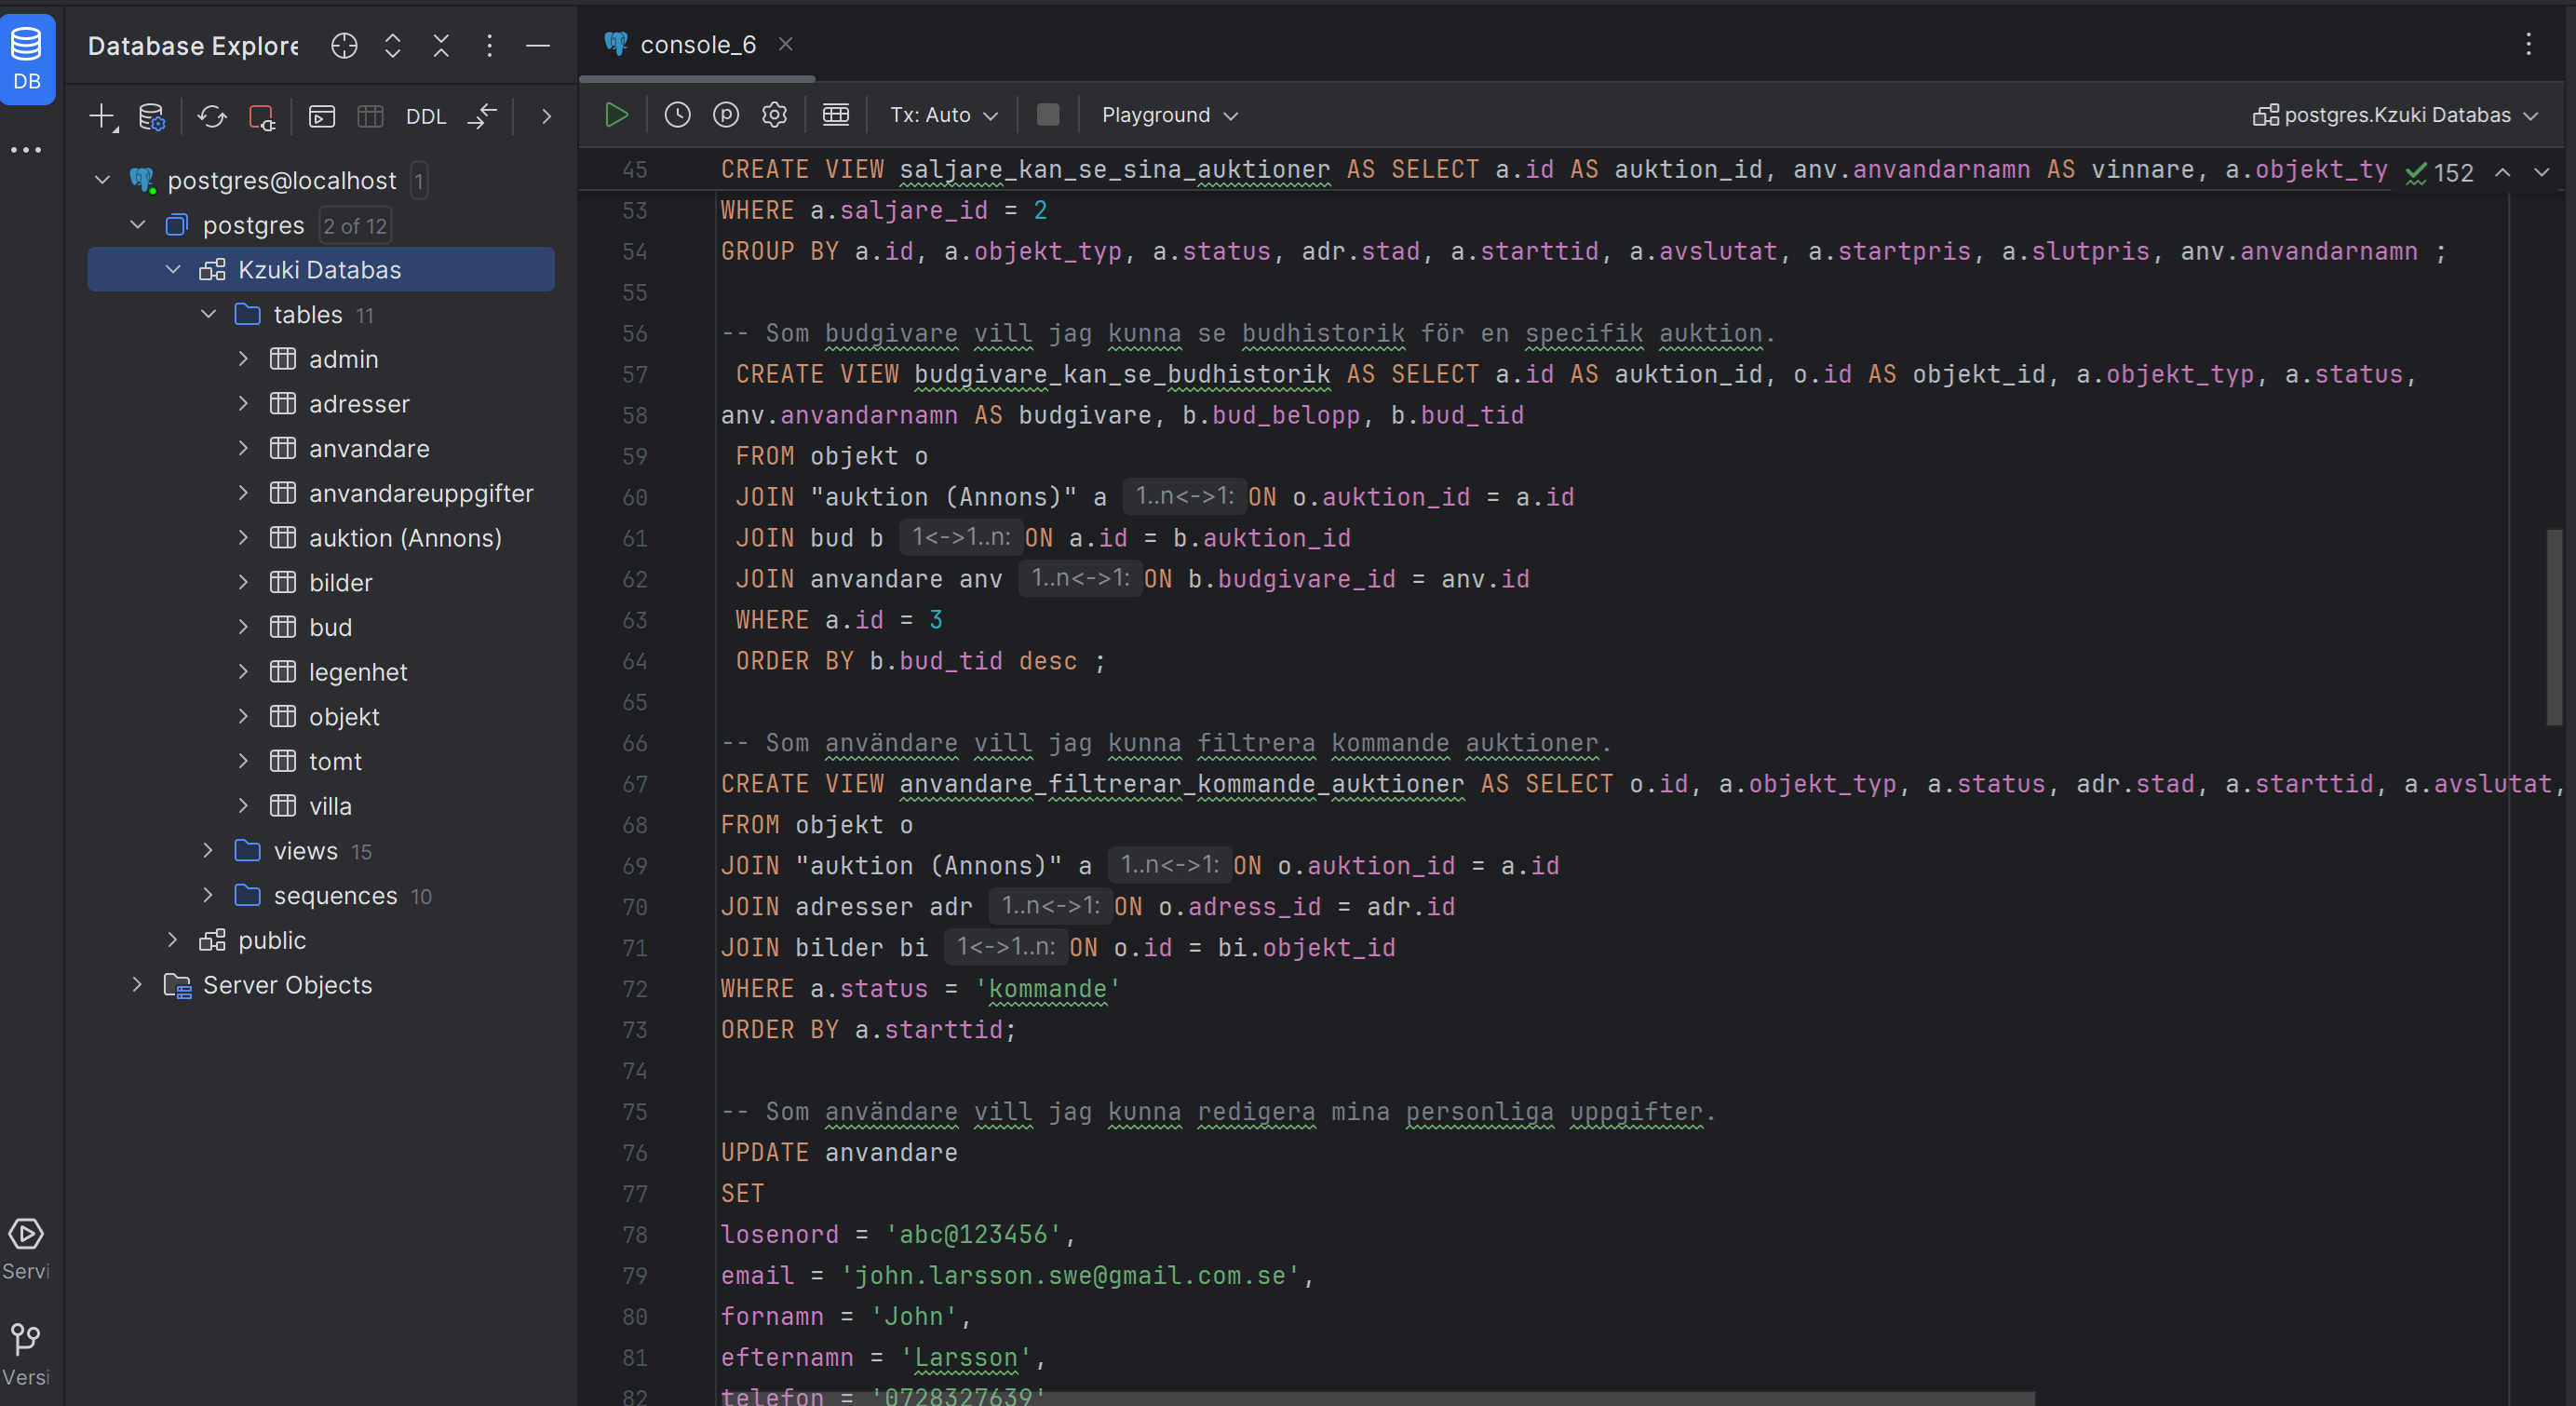 DB
Servi
Versi
Database Explore
DDL
postgres@localhost 1
postgres 2 of 12
Kzuki Databas
tables 11
admin
adresser
anvandare
anvandareuppgifter
auktion (Annons)
bilder
bud
legenhet
objekt
tomt
villa
views 15
sequences 10
public
Server Objects
console_6
Tx: Auto
Playground
postgres.Kzuki Databas
152
45 CREATE VIEW saljare_kan_se_sina_auktioner AS SELECT a.id AS auktion_id, anv.anvandarnamn AS vinnare, a.objekt_ty
53 WHERE a.saljare_id = 2
54 GROUP BY a.id, a.objekt_typ, a.status, adr.stad, a.starttid, a.avslutat, a.startpris, a.slutpris, anv.anvandarnamn ;
55
56 -- Som budgivare vill jag kunna se budhistorik för en specifik auktion.
57 CREATE VIEW budgivare_kan_se_budhistorik AS SELECT a.id AS auktion_id, o.id AS objekt_id, a.objekt_typ, a.status,
58 anv.anvandarnamn AS budgivare, b.bud_belopp, b.bud_tid
59 FROM objekt o
60 JOIN "auktion (Annons)" a 1..n<->1: ON o.auktion_id = a.id
61 JOIN bud b 1<->1..n: ON a.id = b.auktion_id
62 JOIN anvandare anv 1..n<->1: ON b.budgivare_id = anv.id
63 WHERE a.id = 3
64 ORDER BY b.bud_tid desc ;
65
66 -- Som användare vill jag kunna filtrera kommande auktioner.
67 CREATE VIEW anvandare_filtrerar_kommande_auktioner AS SELECT o.id, a.objekt_typ, a.status, adr.stad, a.starttid, a.avslutat,
68 FROM objekt o
69 JOIN "auktion (Annons)" a 1..n<->1: ON o.auktion_id = a.id
70 JOIN adresser adr 1..n<->1: ON o.adress_id = adr.id
71 JOIN bilder bi 1<->1..n: ON o.id = bi.objekt_id
72 WHERE a.status = 'kommande'
73 ORDER BY a.starttid;
74
75 -- Som användare vill jag kunna redigera mina personliga uppgifter.
76 UPDATE anvandare
77 SET
78 losenord = 'abc@123456',
79 email = 'john.larsson.swe@gmail.com.se',
80 fornamn = 'John',
81 efternamn = 'Larsson',
82 telefon = '0728327639'